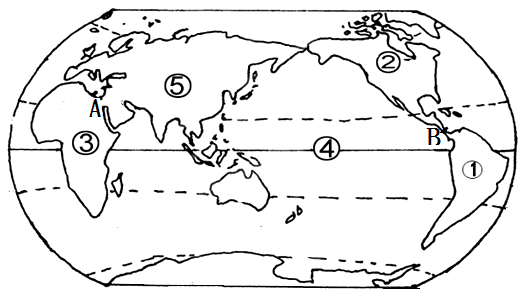 ②
⑤
A
B
③
④
①